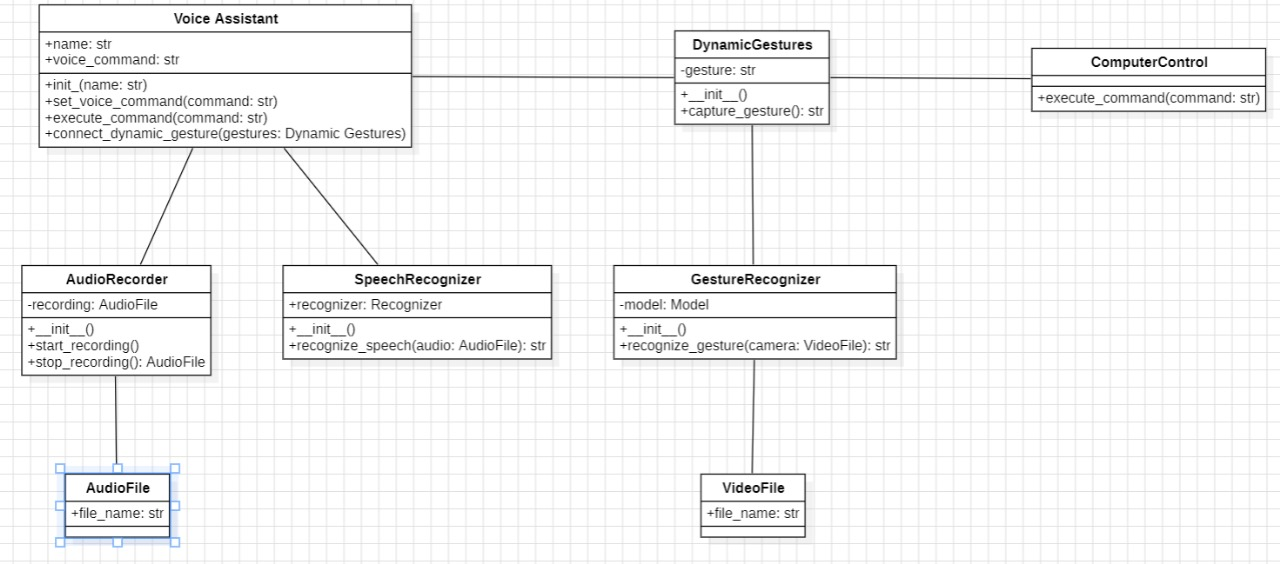 Voice Assistant
+name: str
+voice_command: str
+init_(name: str)
+set_voice_command(command: str)
+execute_command(command: str)
+connect_dynamic_gesture(gestures: Dynamic Gestures)
DynamicGestures
-gesture: str
+__init__()
+capture_gesture(): str
ComputerControl
+execute_command(command: str)
AudioRecorder
-recording: AudioFile
+__init__()
+start_recording()
+stop_recording(): AudioFile
SpeechRecognizer
+recognizer: Recognizer
+__init__()
+recognize_speech(audio: AudioFile): str
GestureRecognizer
-model: Model
+__init__()
+recognize_gesture(camera: VideoFile): str
AudioFile
+file_name: str
VideoFile
+file_name: str